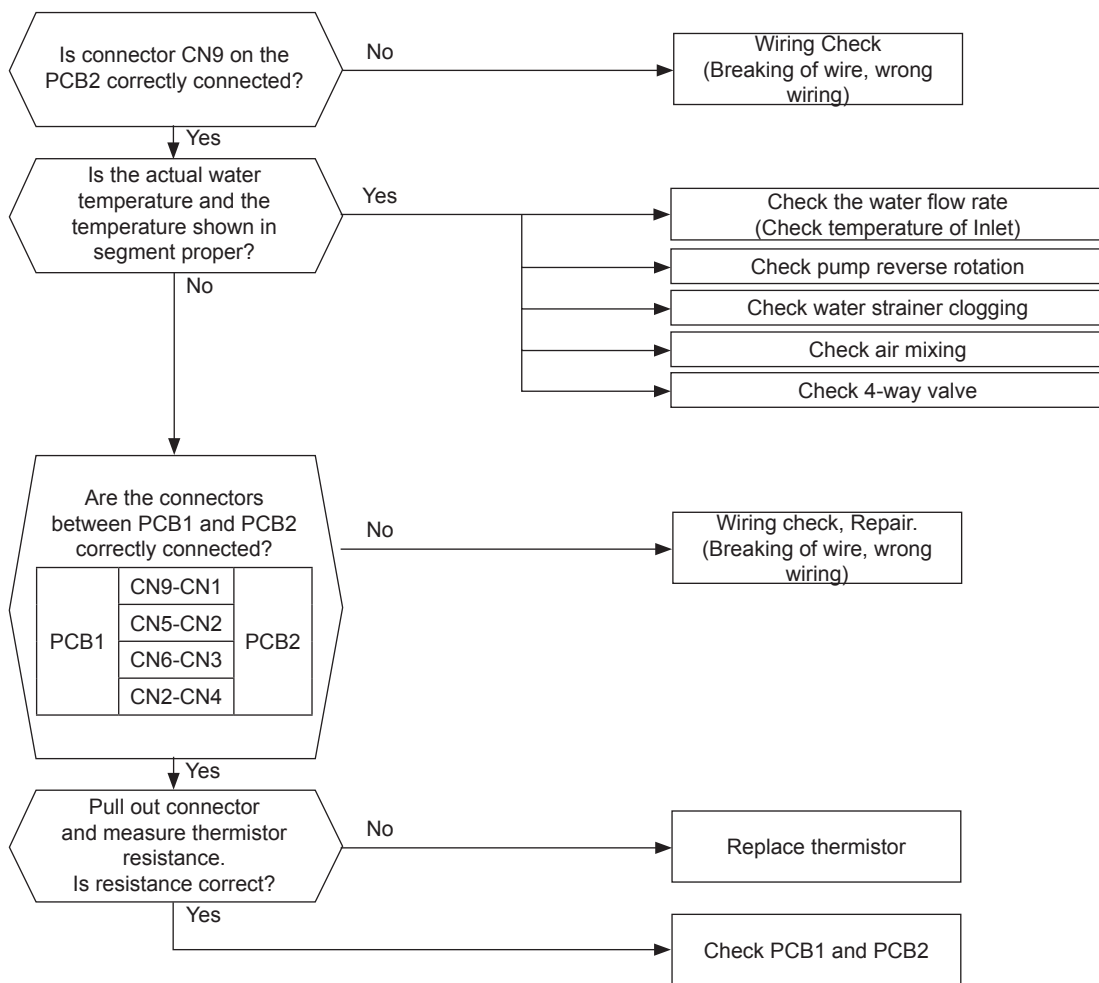 Is connector CN9 on the
PCB2 correctly connected?
No
Wiring Check
(Breaking of wire, wrong
wiring)
Yes
Is the actual water
temperature and the
temperature shown in
segment proper?
Yes
Check the water flow rate
(Check temperature of Inlet)
Check pump reverse rotation
Check water strainer clogging
Check air mixing
Check 4-way valve
No
Are the connectors
between PCB1 and PCB2
correctly connected?
PCB1
CN9-CN1
CN5-CN2
CN6-CN3
CN2-CN4
PCB2
No
Wiring check, Repair.
(Breaking of wire, wrong
wiring)
Yes
Pull out connector
and measure thermistor
resistance.
Is resistance correct?
No
Replace thermistor
Yes
Check PCB1 and PCB2